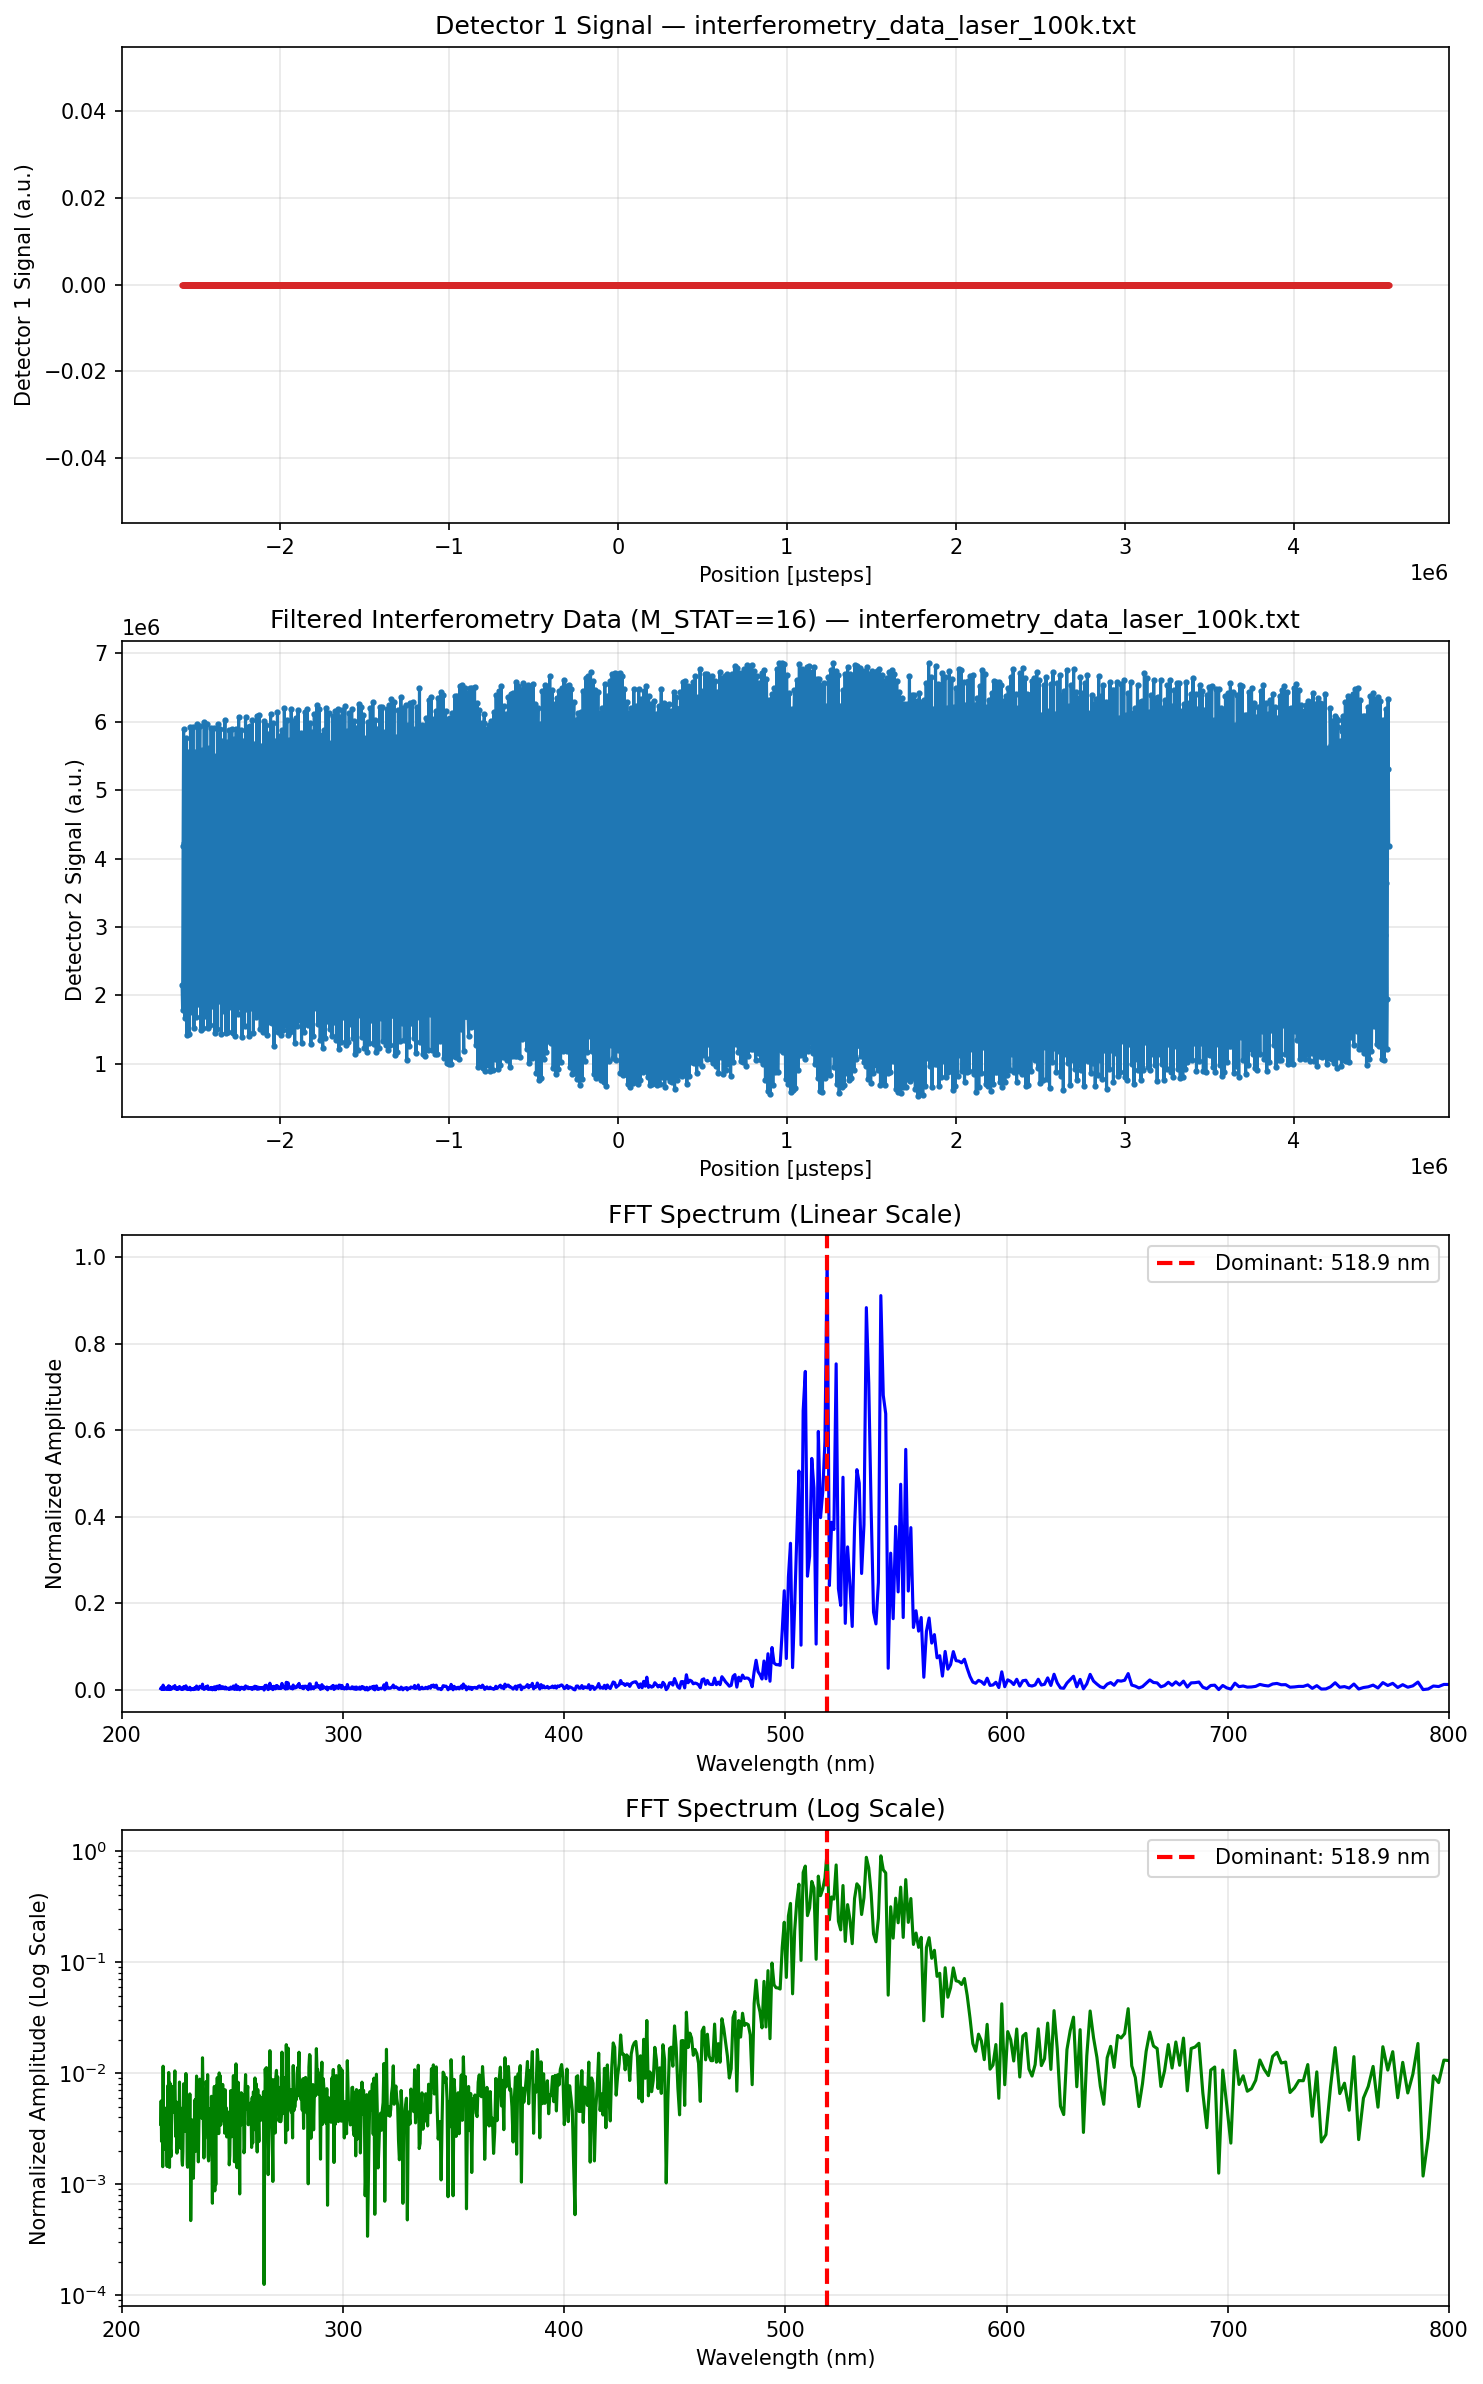 Detector 1 Signal — interferometry_data_laser_100k.txt
Detector 1 Signal (a.u.)
0.04
0.02
0.00
−0.02
−0.04
−2 −1 0 1 2 3 4
1e6
Position [µsteps]
Filtered Interferometry Data (M_STAT==16) — interferometry_data_laser_100k.txt
1e6
Detector 2 Signal (a.u.)
7
6
5
4
3
2
1
−2 −1 0 1 2 3 4
1e6
Position [µsteps]
FFT Spectrum (Linear Scale)
Dominant: 518.9 nm
Normalized Amplitude
1.0
0.8
0.6
0.4
0.2
0.0
200 300 400 500 600 700 800
Wavelength (nm)
FFT Spectrum (Log Scale)
Dominant: 518.9 nm
Normalized Amplitude (Log Scale)
10⁰
10⁻¹
10⁻²
10⁻³
10⁻⁴
200 300 400 500 600 700 800
Wavelength (nm)